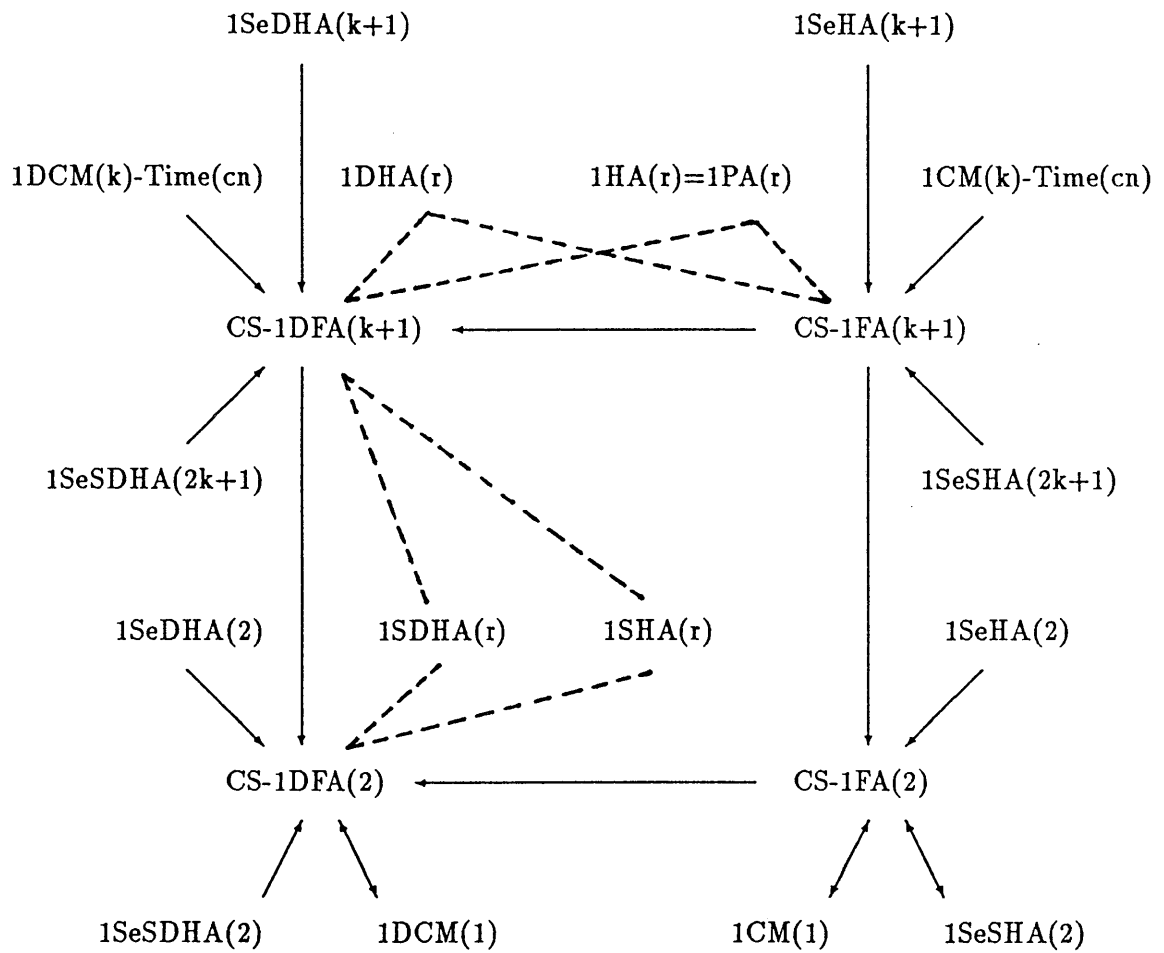 1SeDHA(k+1)
1SeHA(k+1)
1DCM(k)-Time(cn)
1DHA(r)
1HA(r)=1PA(r)
1CM(k)-Time(cn)
CS-1DFA(k+1)
CS-1FA(k+1)
1SeSDHA(2k+1)
1SeSHA(2k+1)
1SeDHA(2)
1SDHA(r)
1SHA(r)
1SeHA(2)
CS-1DFA(2)
CS-1FA(2)
1SeSDHA(2)
1DCM(1)
1CM(1)
1SeSHA(2)